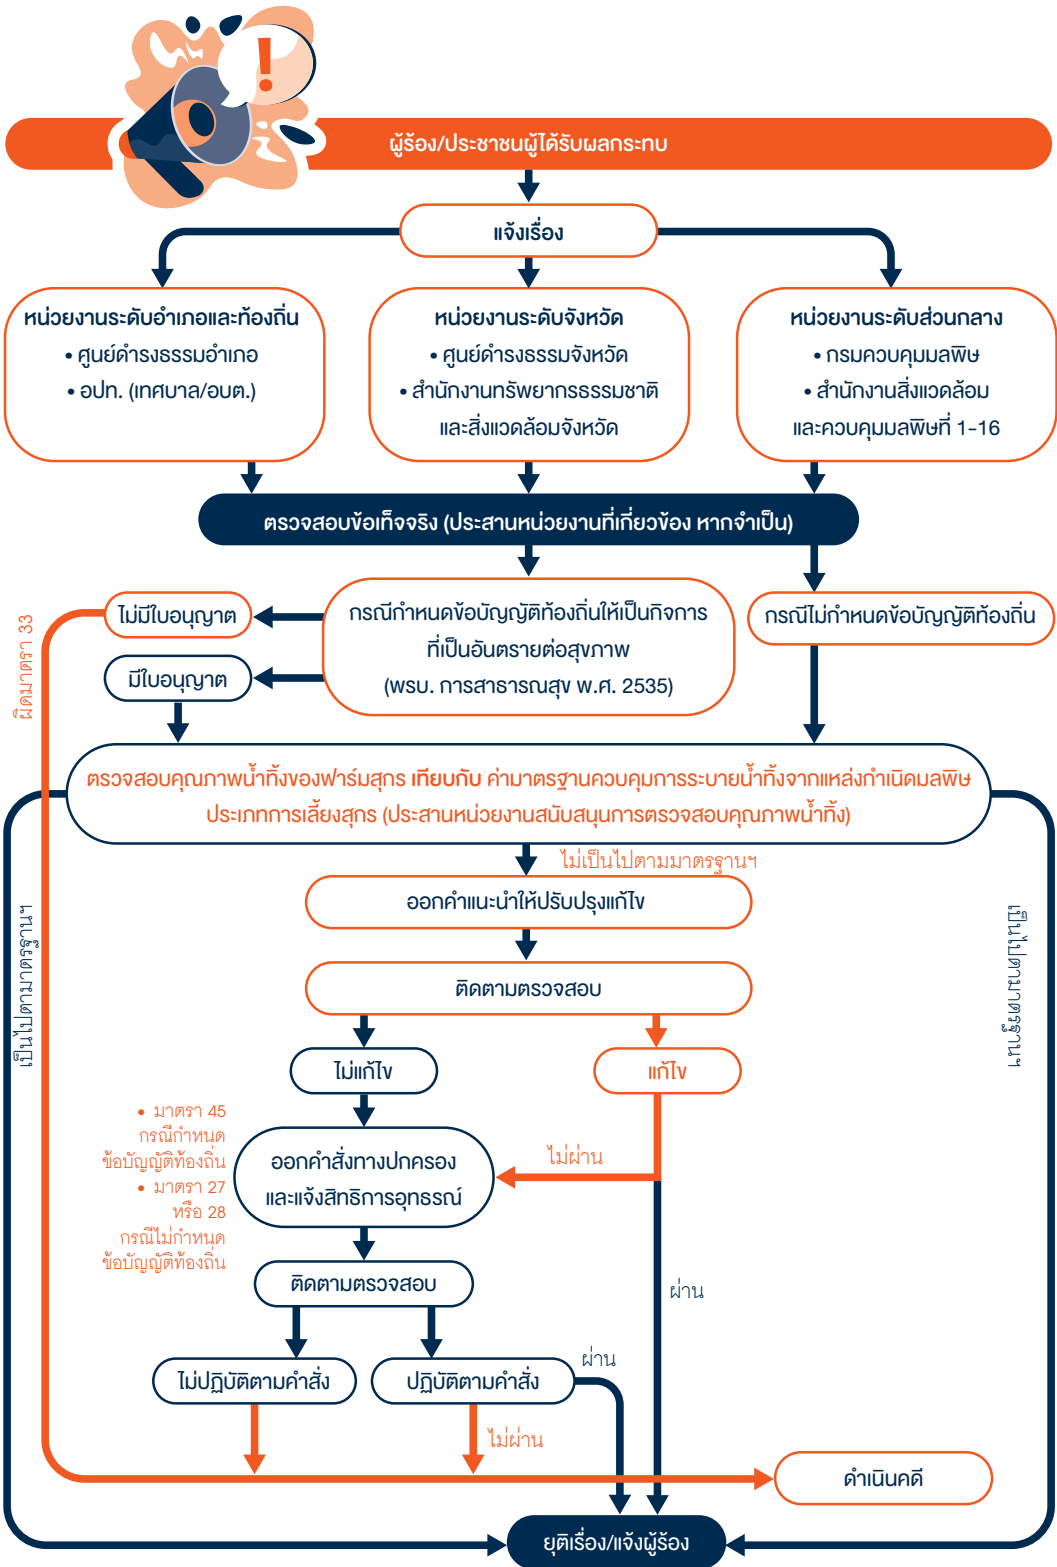 !
ผู้ร้อง/ประชาชนผู้ได้รับผลกระทบ
แจ้งเรื่อง
หน่วยงานระดับอำเภอและท้องถิ่น
• ศูนย์ดำรงธรรมอำเภอ
• อปท. (เทศบาล/อบต.)
หน่วยงานระดับจังหวัด
• ศูนย์ดำรงธรรมจังหวัด
• สำนักงานทรัพยากรธรรมชาติ
และสิ่งแวดล้อมจังหวัด
หน่วยงานระดับส่วนกลาง
• กรมควบคุมมลพิษ
• สำนักงานสิ่งแวดล้อม
และควบคุมมลพิษที่ 1-16
ตรวจสอบข้อเท็จจริง (ประสานหน่วยงานที่เกี่ยวข้อง หากจำเป็น)
ไม่มีใบอนุญาต
มีใบอนุญาต
กรณีกำหนดข้อบัญญัติท้องถิ่นให้เป็นกิจการ
ที่เป็นอันตรายต่อสุขภาพ
(พรบ. การสาธารณสุข พ.ศ. 2535)
กรณีไม่กำหนดข้อบัญญัติท้องถิ่น
ผิดมาตรา 33
ตรวจสอบคุณภาพน้ำทิ้งของฟาร์มสุกร เทียบกับ ค่ามาตรฐานควบคุมการระบายน้ำทิ้งจากแหล่งกำเนิดมลพิษ
ประเภทการเลี้ยงสุกร (ประสานหน่วยงานสนับสนุนการตรวจสอบคุณภาพน้ำทิ้ง)
ไม่เป็นไปตามมาตรฐานฯ
ออกคำแนะนำให้ปรับปรุงแก้ไข
เป็นไปตามาตรฐานฯ
เป็นไปตามาตรฐานฯ
ติดตามตรวจสอบ
ไม่แก้ไข
แก้ไข
• มาตรา 45
กรณีกำหนด
ข้อบัญญัติท้องถิ่น
• มาตรา 27
หรือ 28
กรณีไม่กำหนด
ข้อบัญญัติท้องถิ่น
ออกคำสั่งทางปกครอง
และแจ้งสิทธิการอุทธรณ์
ไม่ผ่าน
ติดตามตรวจสอบ
ผ่าน
ไม่ปฏิบัติตามคำสั่ง
ปฏิบัติตามคำสั่ง
ผ่าน
ไม่ผ่าน
ดำเนินคดี
ยุติเรื่อง/แจ้งผู้ร้อง